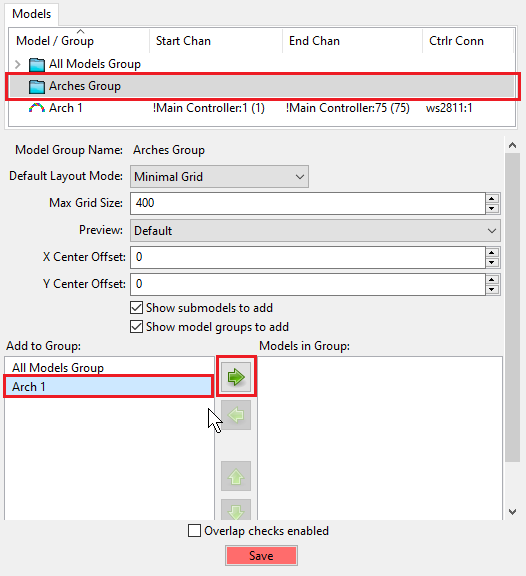 Models
Model / Group Start Chan End Chan Ctrlr Conn
All Models Group
Arches Group
Arch 1 !Main Controller:1 (1) !Main Controller:75 (75) ws2811:1
Model Group Name: Arches Group
Default Layout Mode: Minimal Grid
Max Grid Size: 400
Preview: Default
X Center Offset: 0
Y Center Offset: 0
Show submodels to add
Show model groups to add
Add to Group: Models in Group:
All Models Group
Arch 1
Overlap checks enabled
Save